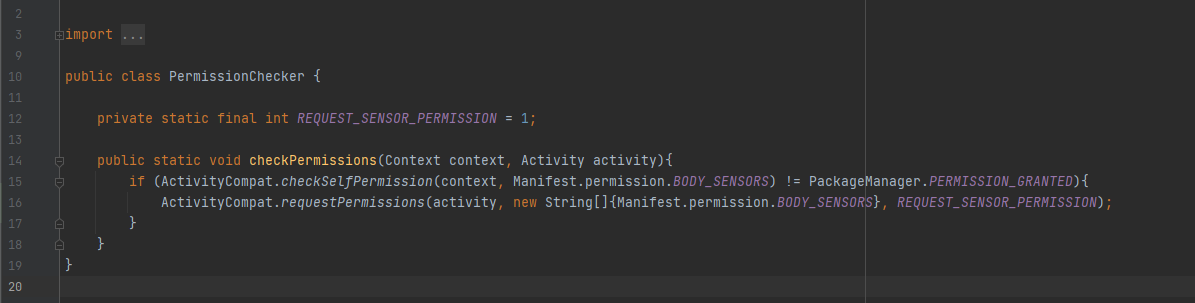 2
3 import ...
9
10 public class PermissionChecker {
11
12 private static final int REQUEST_SENSOR_PERMISSION = 1;
13
14 public static void checkPermissions(Context context, Activity activity){
15 if (ActivityCompat.checkSelfPermission(context, Manifest.permission.BODY_SENSORS) != PackageManager.PERMISSION_GRANTED){
16 ActivityCompat.requestPermissions(activity, new String[]{Manifest.permission.BODY_SENSORS}, REQUEST_SENSOR_PERMISSION);
17 }
18 }
19 }
20